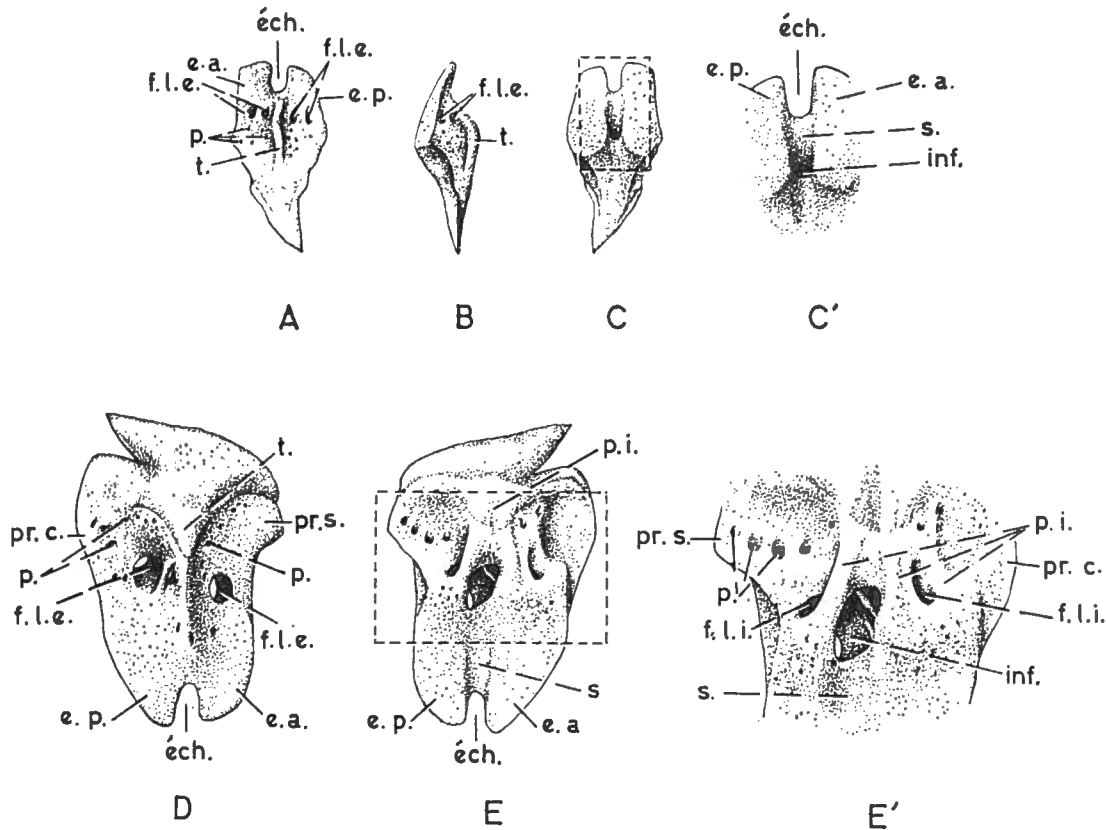 éch.
e.a.
f.l.e.
f.l.e.
e.p.
p.
t.
A
f.l.e.
t.
B
C
éch.
e.p.
e.a.
s.
inf.
C'
t.
pr.c.
pr.s.
p.
p.
f.l.e.
f.l.e.
e.p.
e.a.
éch.
D
p.i.
s
e.p.
e.a
éch.
E
pr.s.
p.i.
p.
pr.c.
f.l.i.
f.l.i.
inf.
s.
E'